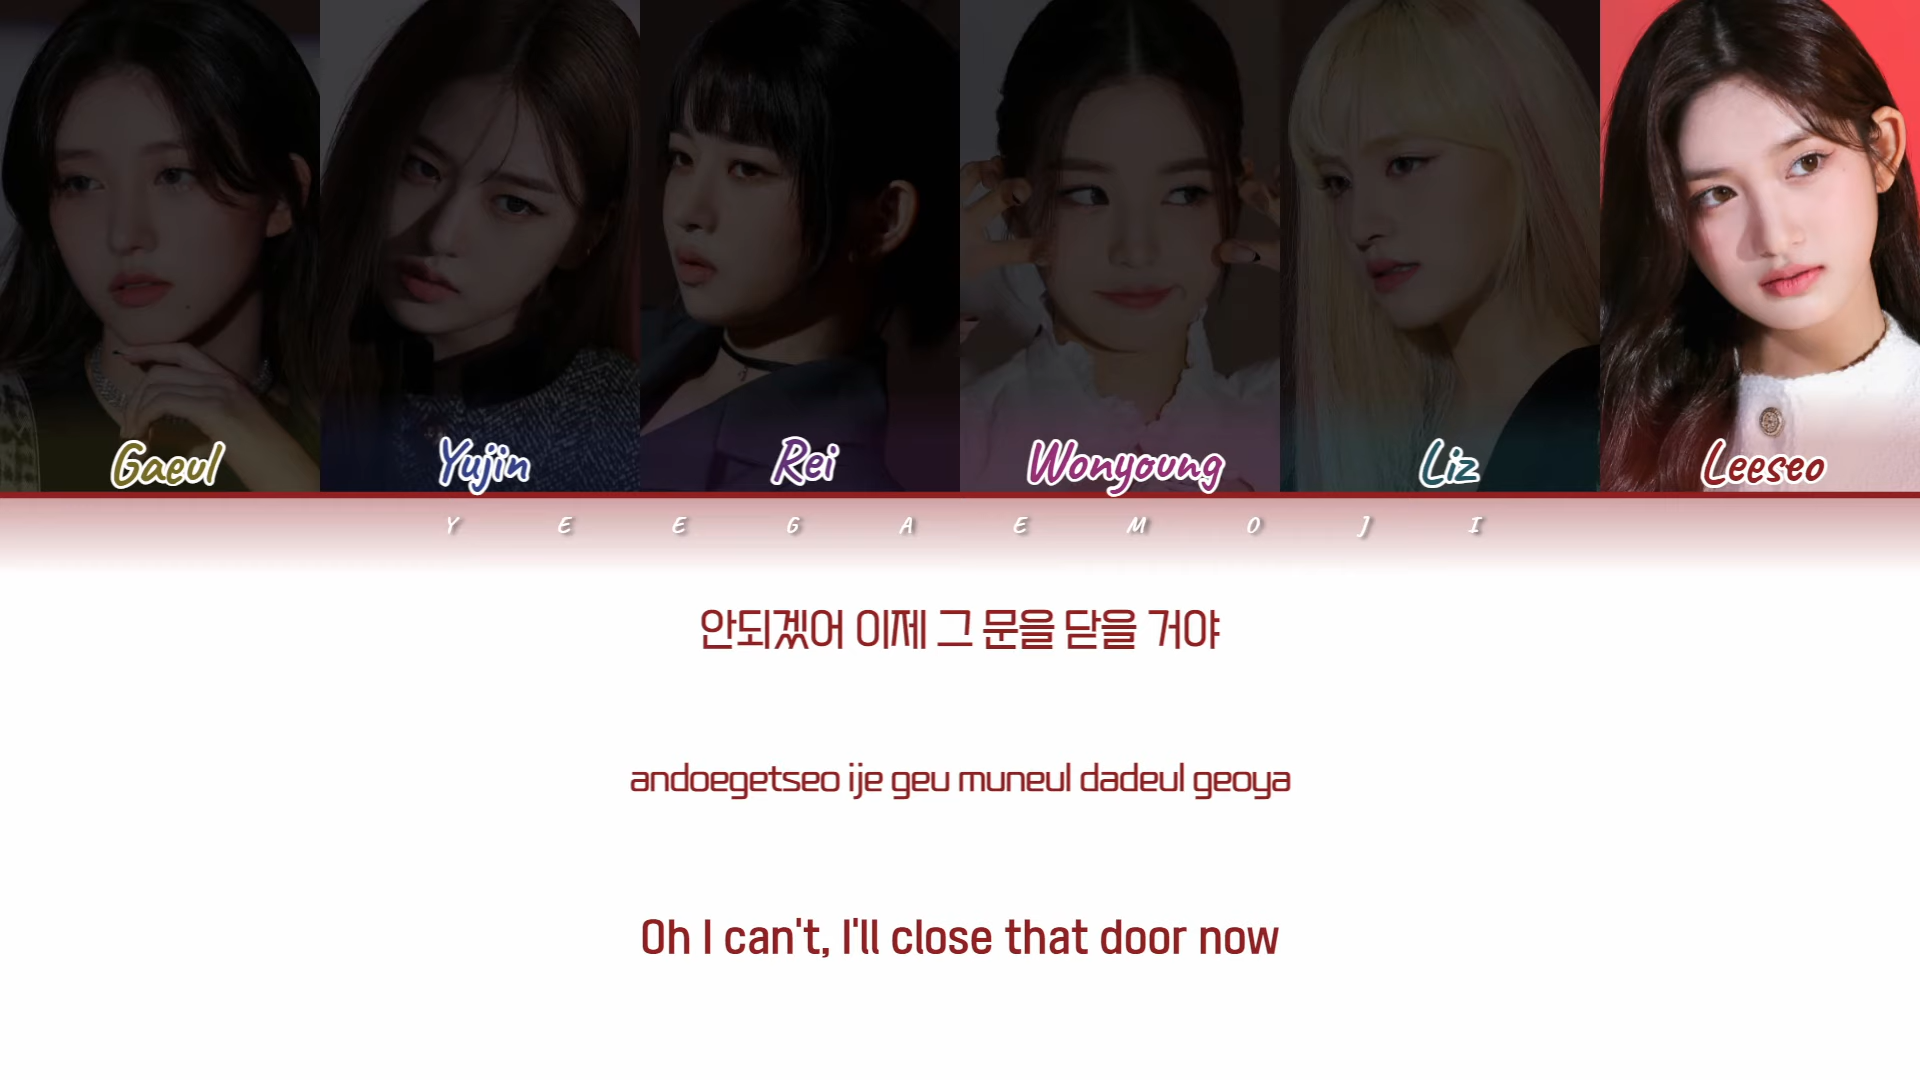 Gaeul
Yujin
Rei
Wonyoung
Liz
Leeseo
Y E E G A E M O J I
안되겠어 이제 그 문을 닫을 거야
andoegetseo ije geu muneul dadeul geoya
Oh I can't, I'll close that door now